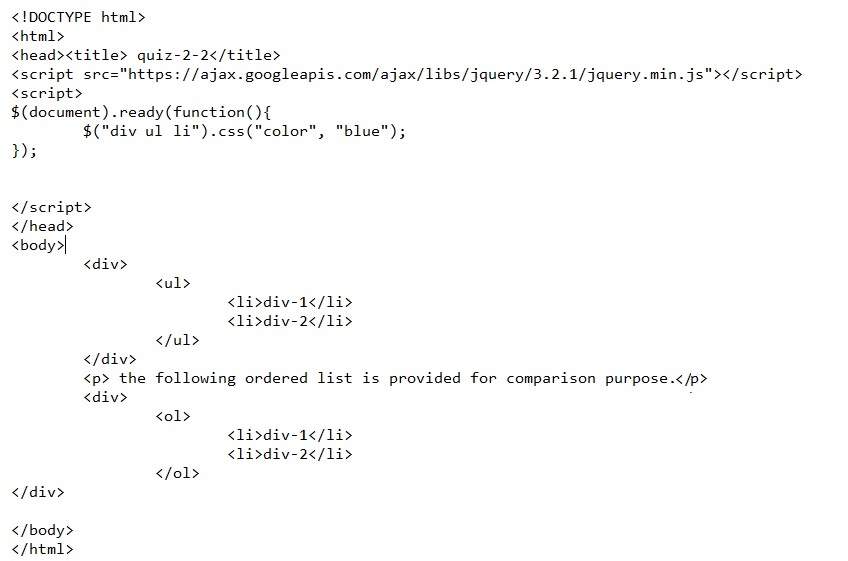 <!DOCTYPE html>
<html>
<head><title> quiz-2-2</title>
<script src="https://ajax.googleapis.com/ajax/libs/jquery/3.2.1/jquery.min.js"></script>
<script>
$(document).ready(function(){
        $("div ul li").css("color", "blue");
});
</script>
</head>
<body>
        <div>
                <ul>
                        <li>div-1</li>
                        <li>div-2</li>
                </ul>
        </div>
        <p> the following ordered list is provided for comparison purpose.</p>
        <div>
                <ol>
                        <li>div-1</li>
                        <li>div-2</li>
                </ol>
</div>
</body>
</html>